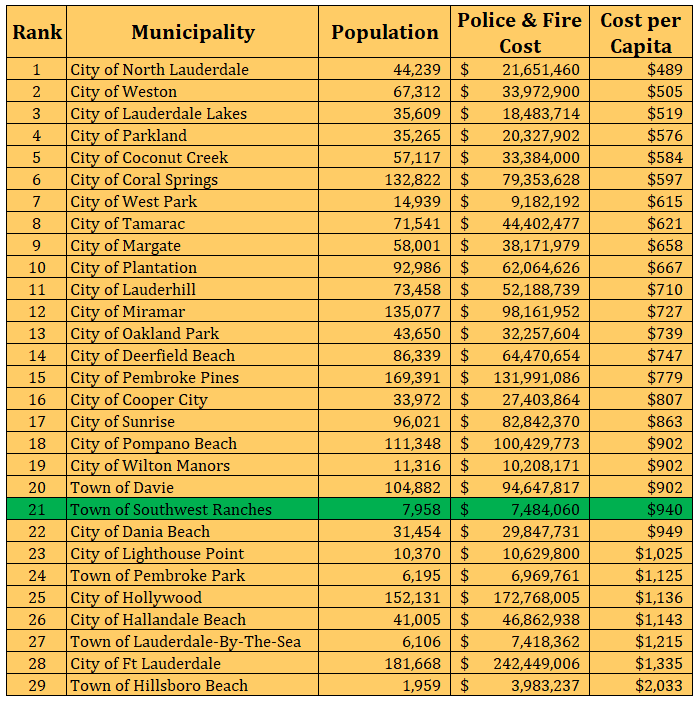 Rank Municipality Population Police & Fire Cost Cost per Capita
1 City of North Lauderdale 44,239 $ 21,651,460 $489
2 City of Weston 67,312 $ 33,972,900 $505
3 City of Lauderdale Lakes 35,609 $ 18,483,714 $519
4 City of Parkland 35,265 $ 20,327,902 $576
5 City of Coconut Creek 57,117 $ 33,384,000 $584
6 City of Coral Springs 132,822 $ 79,353,628 $597
7 City of West Park 14,939 $ 9,182,192 $615
8 City of Tamarac 71,541 $ 44,402,477 $621
9 City of Margate 58,001 $ 38,171,979 $658
10 City of Plantation 92,986 $ 62,064,626 $667
11 City of Lauderhill 73,458 $ 52,188,739 $710
12 City of Miramar 135,077 $ 98,161,952 $727
13 City of Oakland Park 43,650 $ 32,257,604 $739
14 City of Deerfield Beach 86,339 $ 64,470,654 $747
15 City of Pembroke Pines 169,391 $ 131,991,086 $779
16 City of Cooper City 33,972 $ 27,403,864 $807
17 City of Sunrise 96,021 $ 82,842,370 $863
18 City of Pompano Beach 111,348 $ 100,429,773 $902
19 City of Wilton Manors 11,316 $ 10,208,171 $902
20 Town of Davie 104,882 $ 94,647,817 $902
21 Town of Southwest Ranches 7,958 $ 7,484,060 $940
22 City of Dania Beach 31,454 $ 29,847,731 $949
23 City of Lighthouse Point 10,370 $ 10,629,800 $1,025
24 Town of Pembroke Park 6,195 $ 6,969,761 $1,125
25 City of Hollywood 152,131 $ 172,768,005 $1,136
26 City of Hallandale Beach 41,005 $ 46,862,938 $1,143
27 Town of Lauderdale-By-The-Sea 6,106 $ 7,418,362 $1,215
28 City of Ft Lauderdale 181,668 $ 242,449,006 $1,335
29 Town of Hillsboro Beach 1,959 $ 3,983,237 $2,033